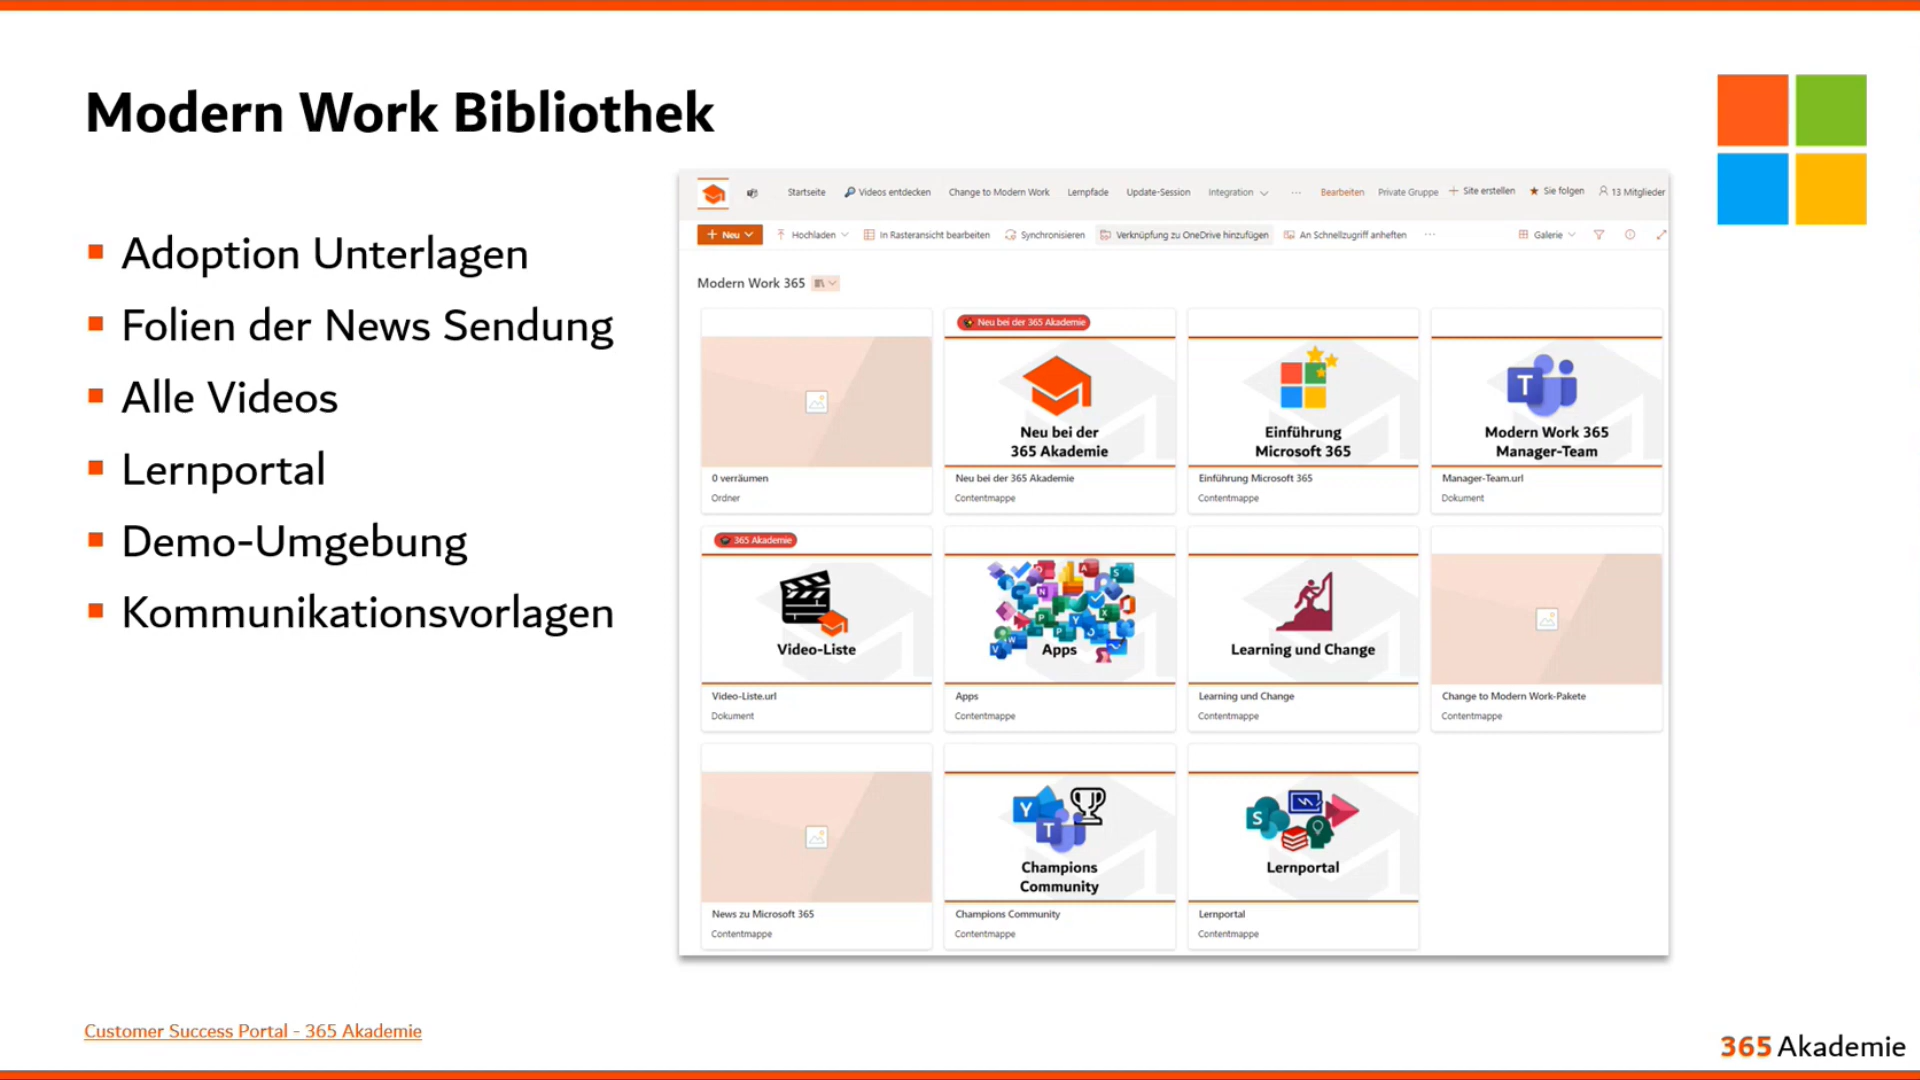 Modern Work Bibliothek
Adoption Unterlagen
Folien der News Sendung
Alle Videos
Lernportal
Demo-Umgebung
Kommunikationsvorlagen
Startseite Videos entdecken Change to Modern Work Lernpfade Update-Session Integration ··· Bearbeiten Private Gruppe Site erstellen Sie folgen 13 Mitglieder
Neu Hochladen In Rasteransicht bearbeiten Synchronisieren Verknüpfung zu OneDrive hinzufügen An Schnellzugriff anheften ··· Galerie
Modern Work 365
0 verräumen
Ordner
Neu bei der 365 Akademie
Neu bei der
365 Akademie
Neu bei der 365 Akademie
Contentmappe
Einführung
Microsoft 365
Einführung Microsoft 365
Contentmappe
T
Modern Work 365
Manager-Team
Manager-Team.url
Dokument
365 Akademie
Video-Liste
Video-Liste.url
Dokument
Apps
Apps
Contentmappe
Learning und Change
Learning und Change
Contentmappe
Change to Modern Work-Pakete
Contentmappe
News zu Microsoft 365
Contentmappe
Y
T
Champions
Community
Champions Community
Contentmappe
S
Lernportal
Lernportal
Contentmappe
Customer Success Portal - 365 Akademie
365 Akademie